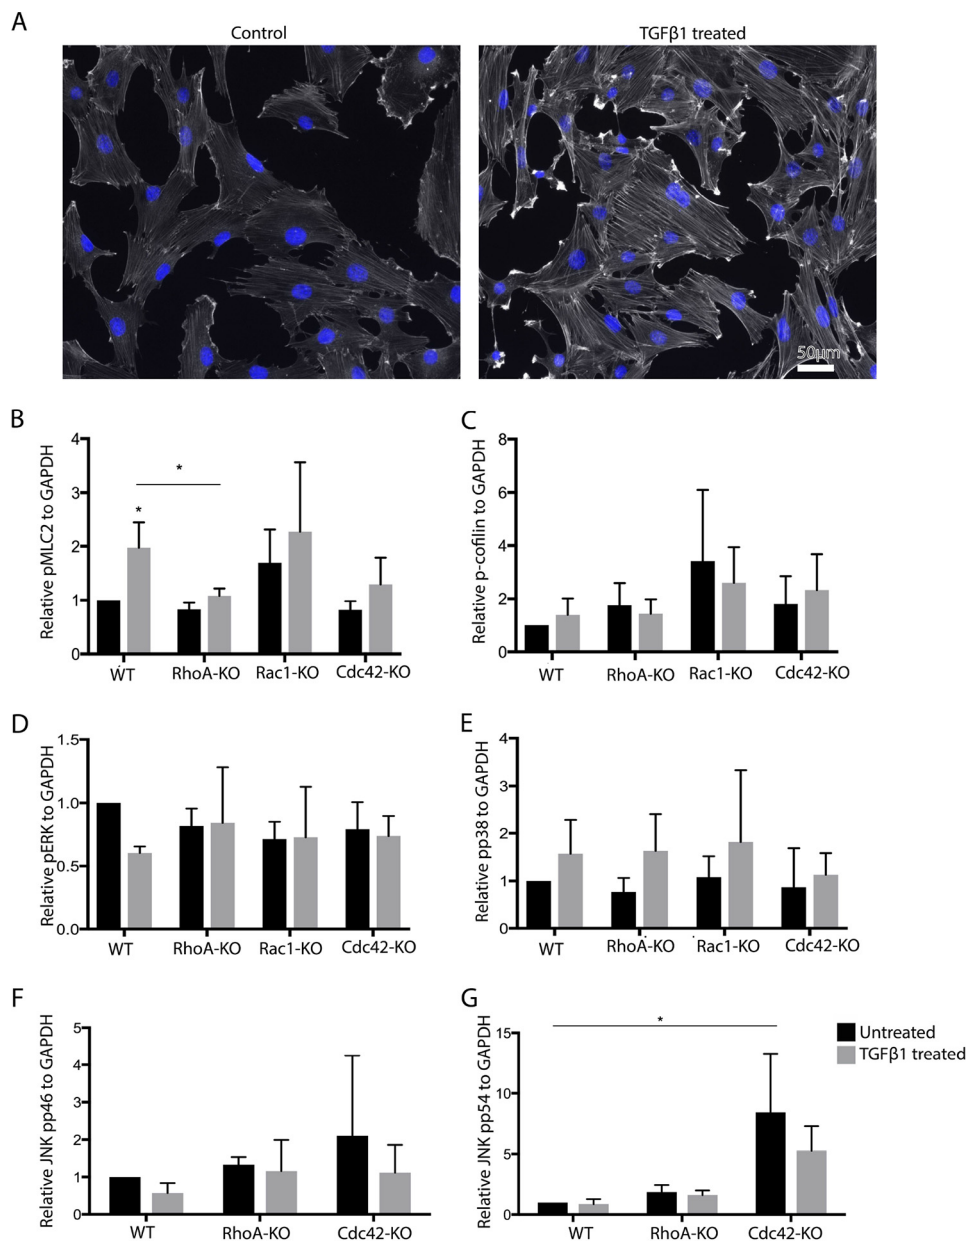 A
Control
TGFβ1 treated
50μm
B
Relative pMLC2 to GAPDH
4
3
2
1
0
*
*
WT
RhoA-KO
Rac1-KO
Cdc42-KO
C
Relative p-cofilin to GAPDH
8
6
4
2
0
WT
RhoA-KO
Rac1-KO
Cdc42-KO
D
Relative pERK to GAPDH
1.5
1.0
0.5
0.0
WT
RhoA-KO
Rac1-KO
Cdc42-KO
E
Relative pp38 to GAPDH
4
3
2
1
0
WT
RhoA-KO
Rac1-KO
Cdc42-KO
F
Relative JNK pp46 to GAPDH
5
4
3
2
1
0
WT
RhoA-KO
Cdc42-KO
G
Relative JNK pp54 to GAPDH
15
10
5
0
*
WT
RhoA-KO
Cdc42-KO
Untreated
TGFβ1 treated